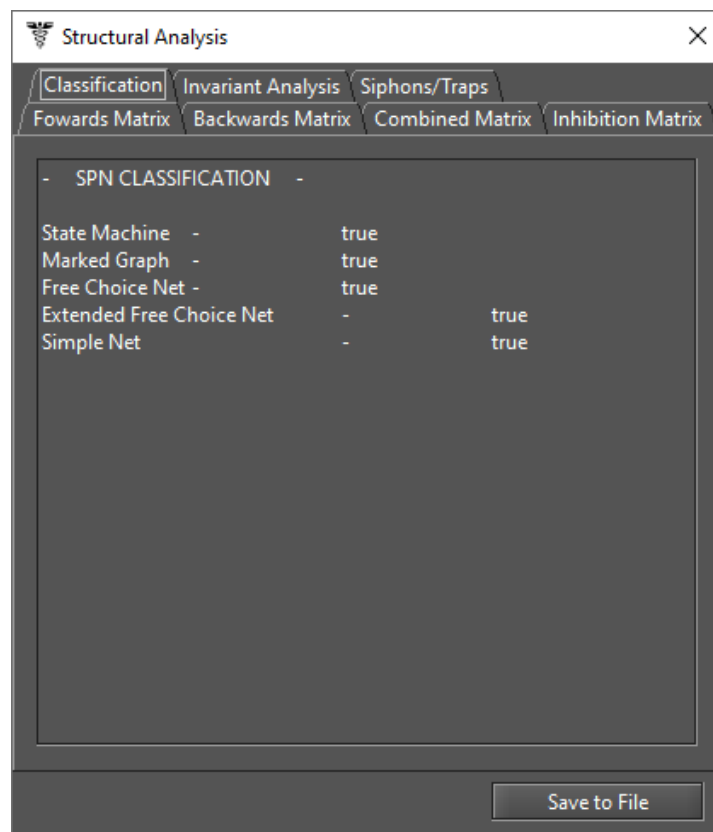 Structural Analysis
Classification Invariant Analysis Siphons/Traps
Fowards Matrix Backwards Matrix Combined Matrix Inhibition Matrix
- SPN CLASSIFICATION -
State Machine - true
Marked Graph - true
Free Choice Net - true
Extended Free Choice Net - true
Simple Net - true
Save to File